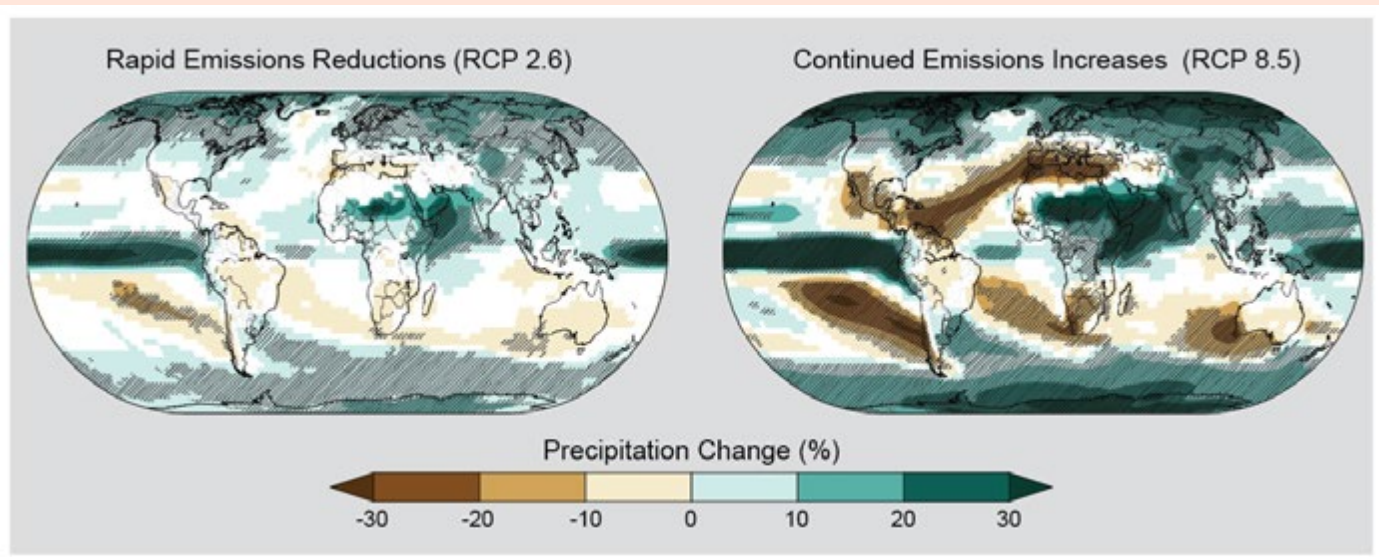 Rapid Emissions Reductions (RCP 2.6)
Continued Emissions Increases (RCP 8.5)
Precipitation Change (%)
-30 -20 -10 0 10 20 30